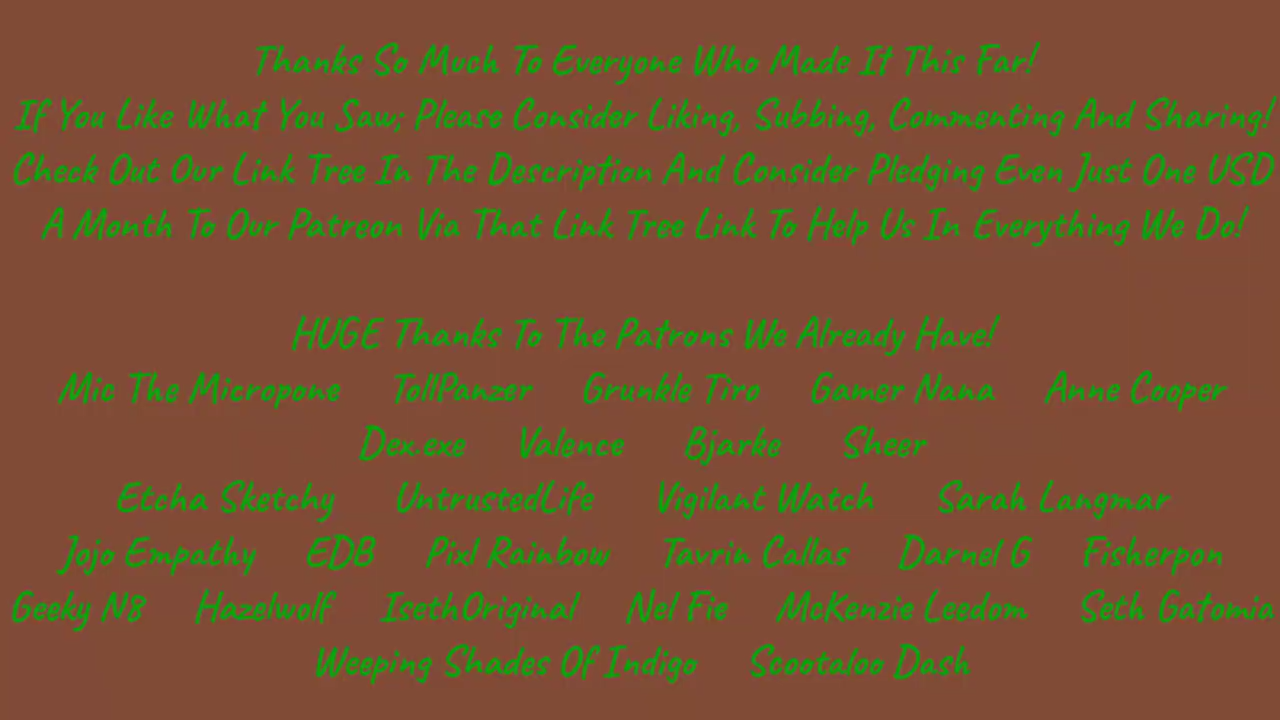 Thanks So Much To Everyone Who Made It This Far!
If You Like What You Saw; Please Consider Liking, Subbing, Commenting And Sharing!
Check Out Our Link Tree In The Description And Consider Pledging Even Just One USD
A Month To Our Patreon Via That Link Tree Link To Help Us In Everything We Do!
HUGE Thanks To The Patrons We Already Have!
Mic The Micropone TollPanzer Grunkle Tiro Gamer Nana Anne Cooper
Dex.exe Valence Bjarke Sheer
Etcha Sketchy UntrustedLife Vigilant Watch Sarah Langmar
Jojo Empathy EDB Pixl Rainbow Tavrin Callas Darnel G Fisherpon
Geeky N8 Hazelwolf IsethOriginal Nel Fie McKenzie Leedom Seth Gatomia
Weeping Shades Of Indigo Scootaloo Dash